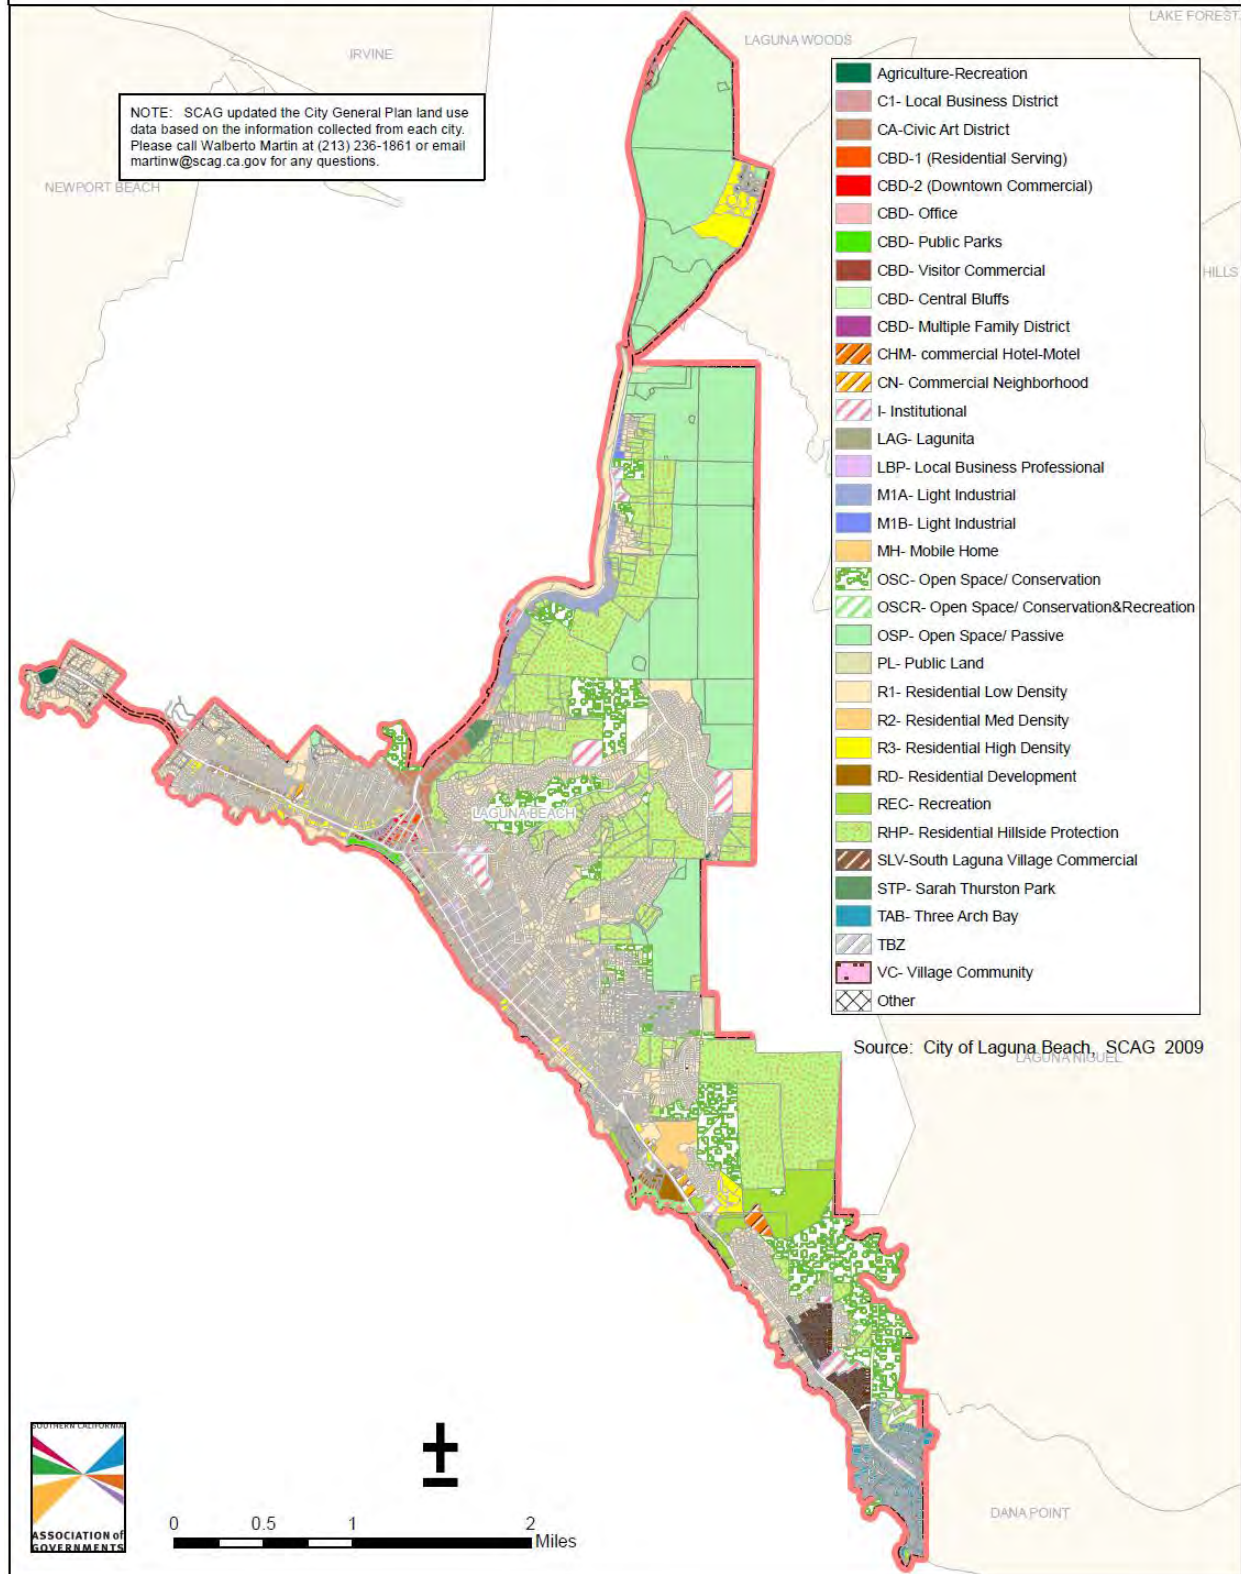 LAKE FOREST
LAGUNA WOODS
IRVINE
NOTE: SCAG updated the City General Plan land use
data based on the information collected from each city.
Please call Walberto Martin at (213) 236-1861 or email
martinw@scag.ca.gov for any questions.
NEWPORT BEACH
HILLS
Agriculture-Recreation
C1- Local Business District
CA-Civic Art District
CBD-1 (Residential Serving)
CBD-2 (Downtown Commercial)
CBD- Office
CBD- Public Parks
CBD- Visitor Commercial
CBD- Central Bluffs
CBD- Multiple Family District
CHM- commercial Hotel-Motel
CN- Commercial Neighborhood
I- Institutional
LAG- Lagunita
LBP- Local Business Professional
M1A- Light Industrial
M1B- Light Industrial
MH- Mobile Home
OSC- Open Space/ Conservation
OSCR- Open Space/ Conservation&Recreation
OSP- Open Space/ Passive
PL- Public Land
R1- Residential Low Density
R2- Residential Med Density
R3- Residential High Density
RD- Residential Development
REC- Recreation
RHP- Residential Hillside Protection
SLV-South Laguna Village Commercial
STP- Sarah Thurston Park
TAB- Three Arch Bay
TBZ
VC- Village Community
Other
LAGUNA BEACH
Source: City of Laguna Beach, SCAG 2009
LAGUNA NIGUEL
DANA POINT
SOUTHERN CALIFORNIA
ASSOCIATION of
GOVERNMENTS
0 0.5 1 2
Miles